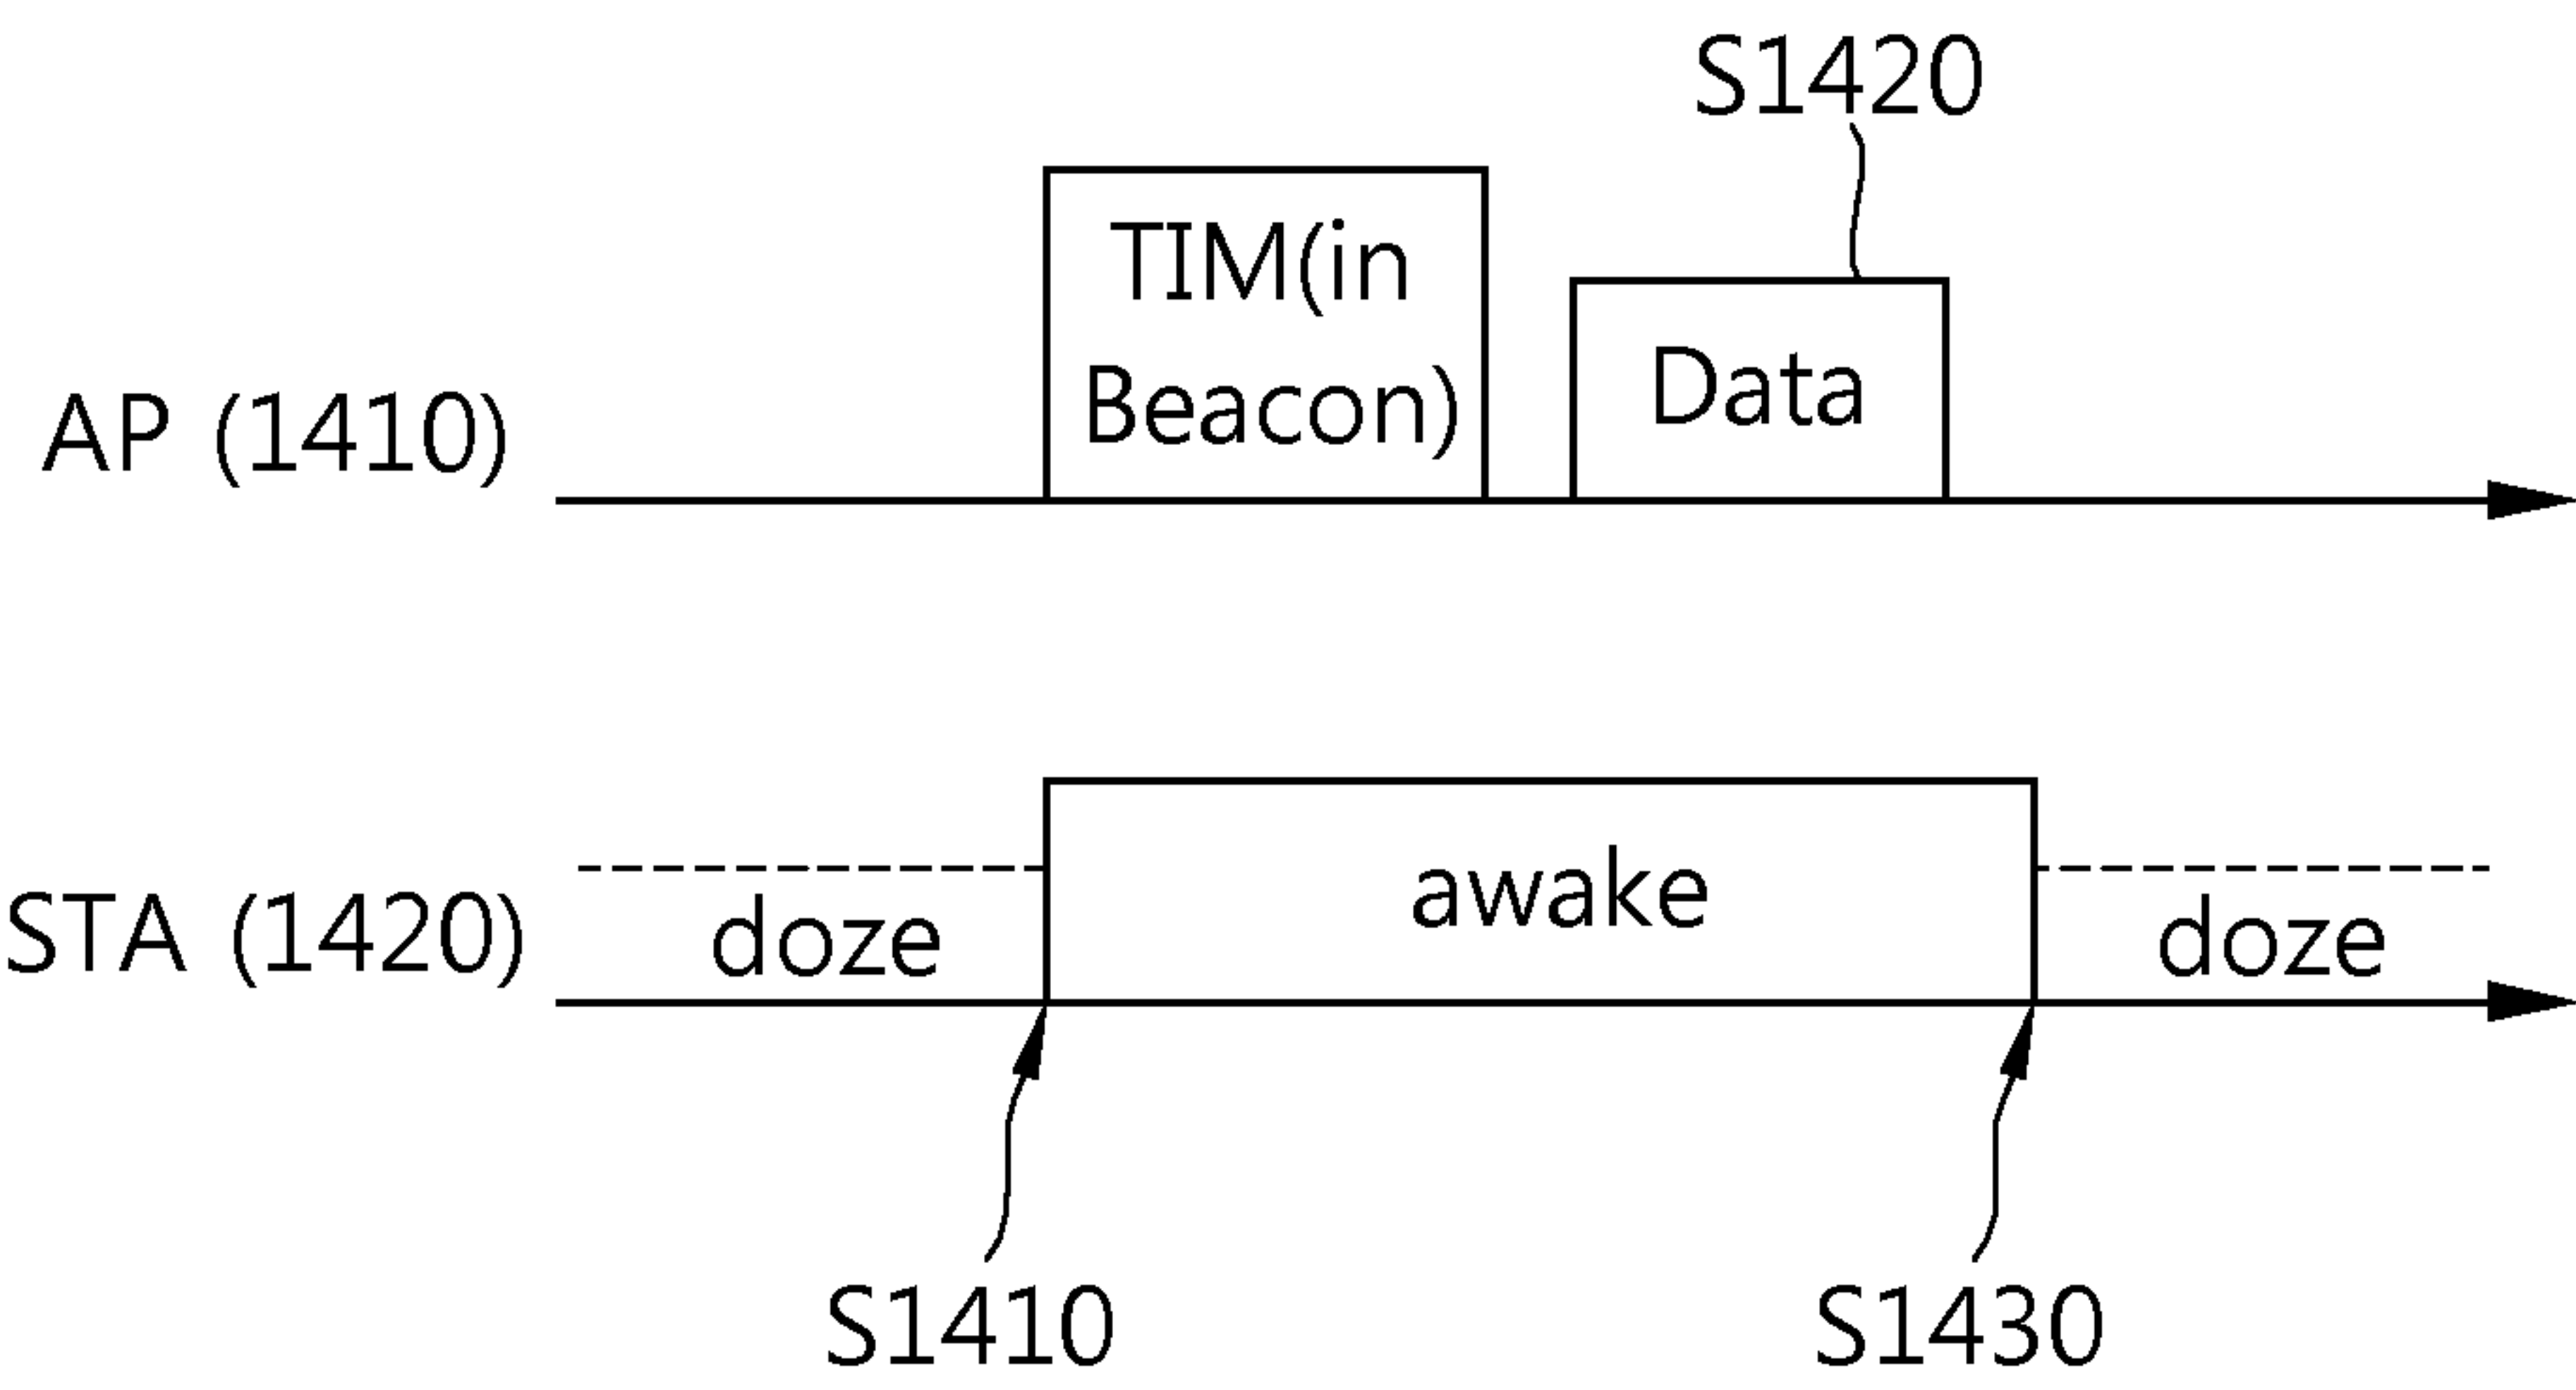 S1420
TIM(in
Beacon)
Data
AP (1410)
awake
STA (1420)
doze
doze
S1410
S1430